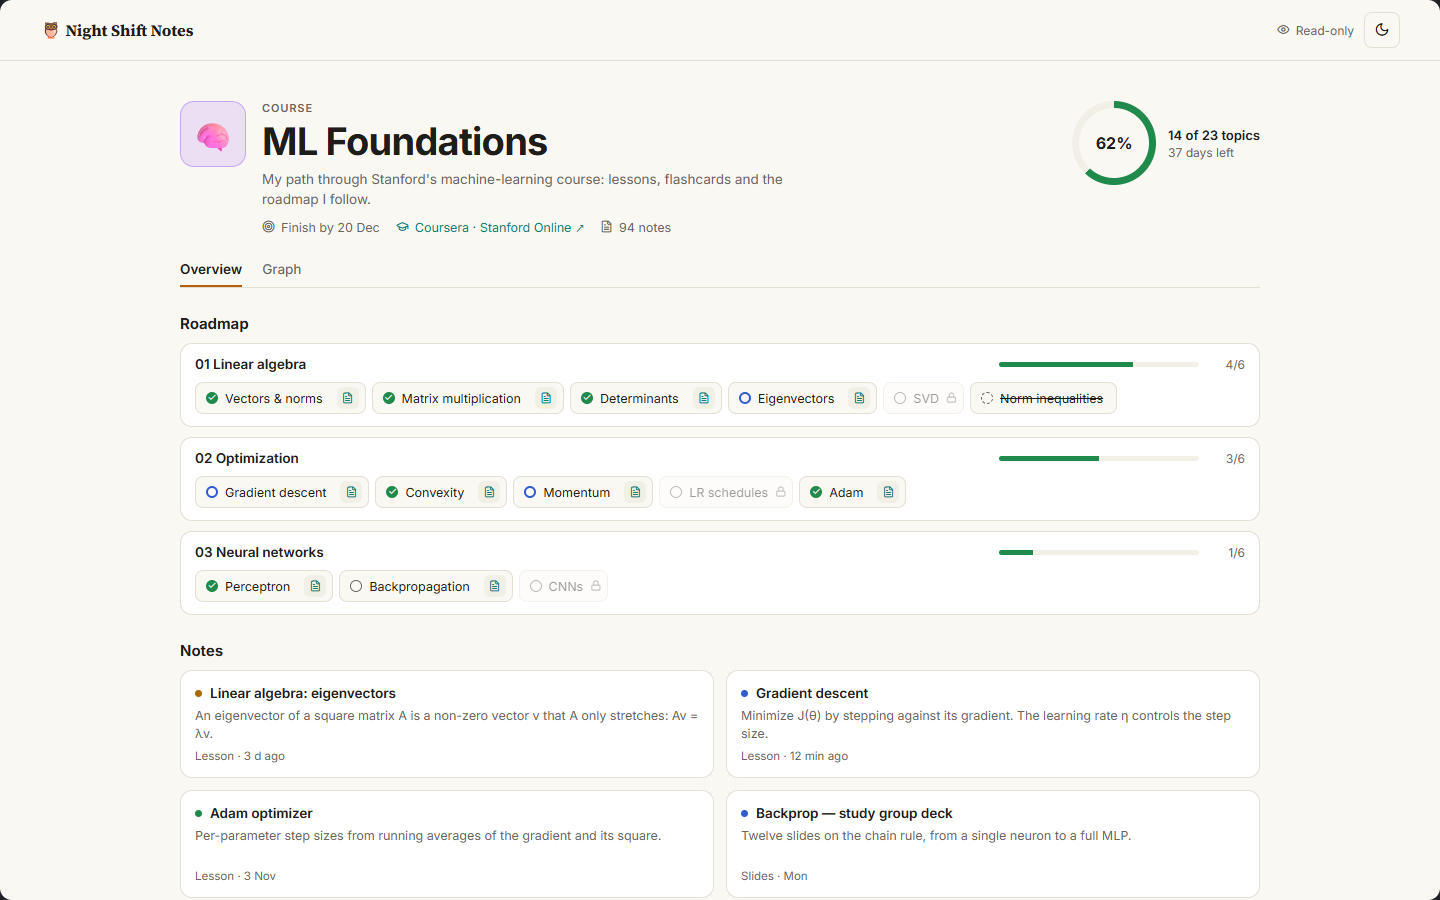 Night Shift Notes
Read-only
COURSE
ML Foundations
My path through Stanford's machine-learning course: lessons, flashcards and the
roadmap I follow.
Finish by 20 Dec
Coursera · Stanford Online ↗
94 notes
62%
14 of 23 topics
37 days left
Overview
Graph
Roadmap
01 Linear algebra
4/6
Vectors & norms
Matrix multiplication
Determinants
Eigenvectors
SVD
Norm inequalities
02 Optimization
3/6
Gradient descent
Convexity
Momentum
LR schedules
Adam
03 Neural networks
1/6
Perceptron
Backpropagation
CNNs
Notes
Linear algebra: eigenvectors
An eigenvector of a square matrix A is a non-zero vector v that A only stretches: Av =
λv.
Lesson · 3 d ago
Gradient descent
Minimize J(θ) by stepping against its gradient. The learning rate η controls the step
size.
Lesson · 12 min ago
Adam optimizer
Per-parameter step sizes from running averages of the gradient and its square.
Lesson · 3 Nov
Backprop — study group deck
Twelve slides on the chain rule, from a single neuron to a full MLP.
Slides · Mon